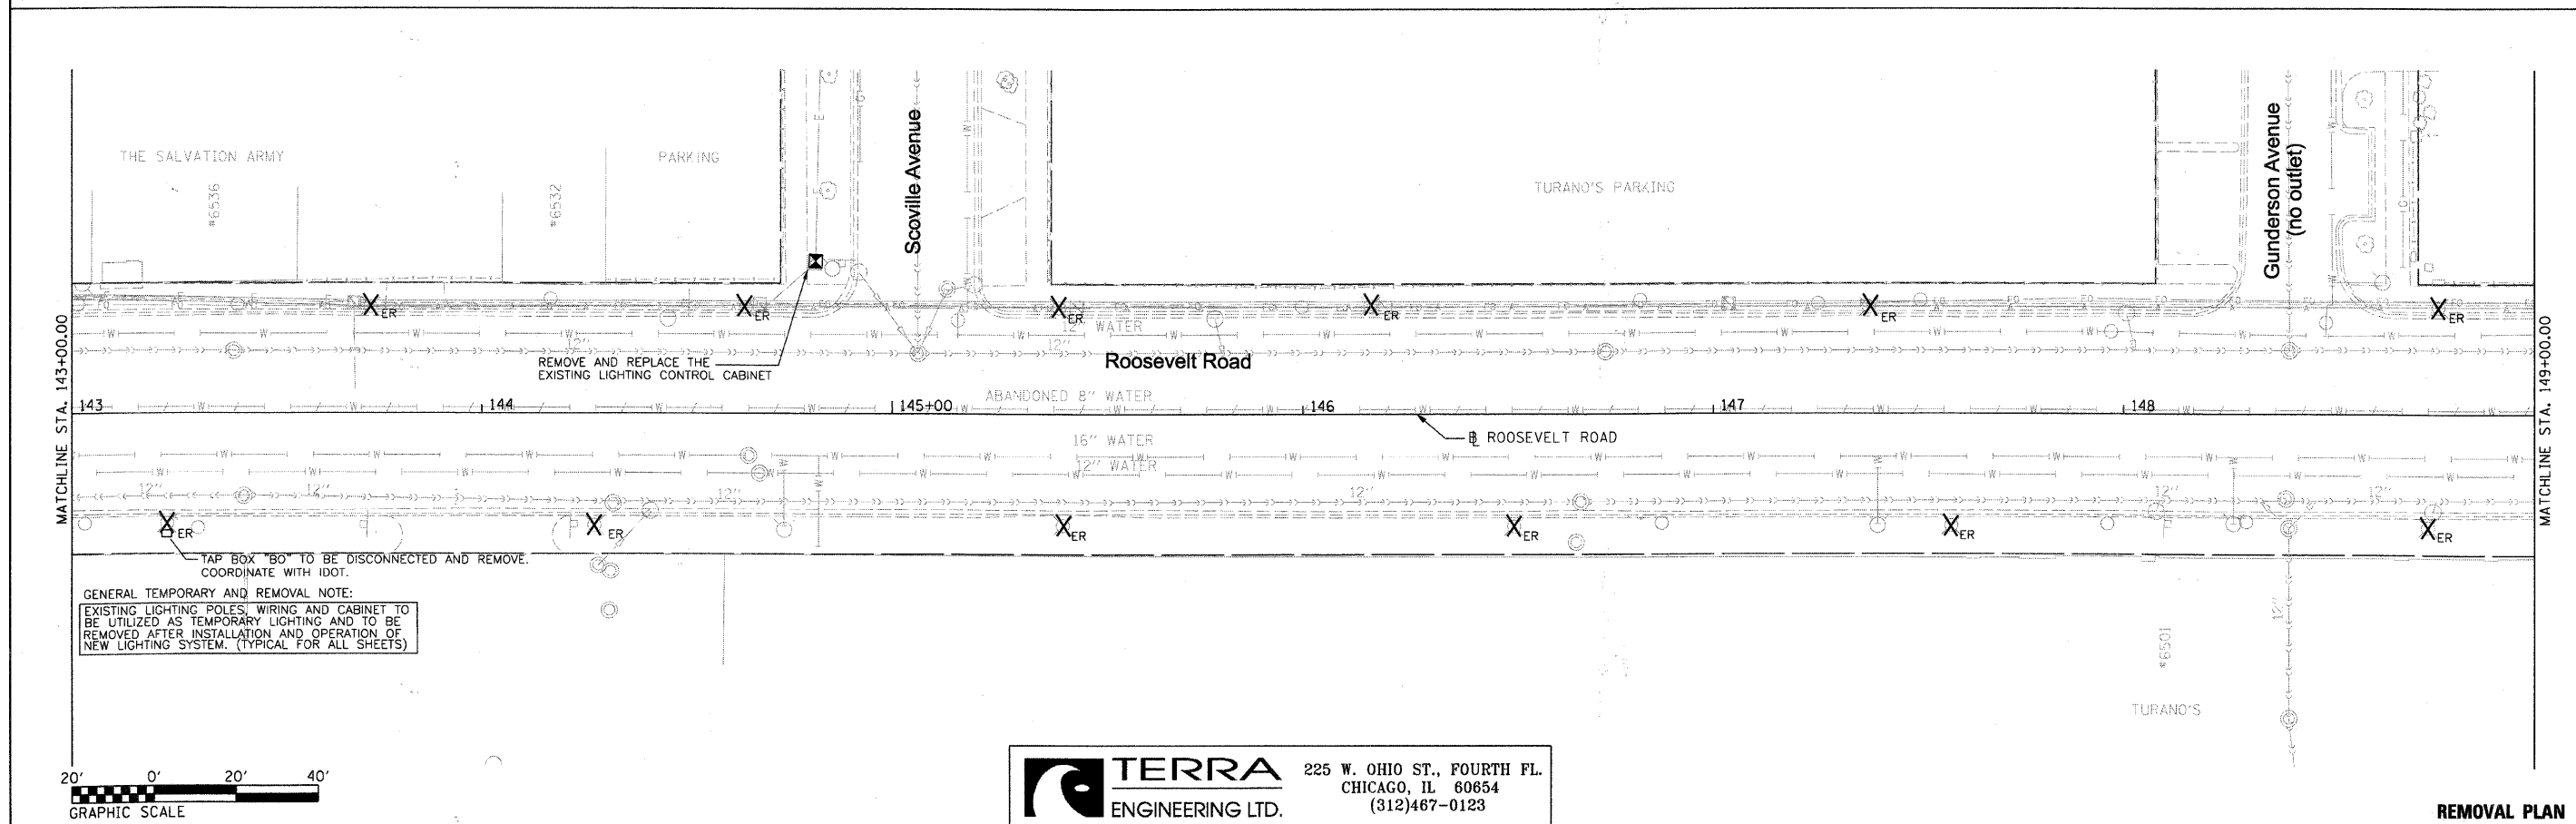 THE SALVATION ARMY
#6536
#6532
PARKING
Scoville Avenue
TURANO'S PARKING
Gunderson Avenue
(no outlet)
MATCHLINE STA. 143+00.00
MATCHLINE STA. 149+00.00
ER
ER
ER
ER
ER
ER
12" WATER
12"
12"
REMOVE AND REPLACE THE
EXISTING LIGHTING CONTROL CABINET
Roosevelt Road
ABANDONED 8" WATER
143
144
145+00
146
147
148
℄ ROOSEVELT ROAD
16" WATER
12" WATER
12"
12"
12"
12"
12"
12"
ER
ER
ER
ER
ER
ER
TAP BOX "BO" TO BE DISCONNECTED AND REMOVE.
COORDINATE WITH IDOT.
GENERAL TEMPORARY AND REMOVAL NOTE:
EXISTING LIGHTING POLES, WIRING AND CABINET TO
BE UTILIZED AS TEMPORARY LIGHTING AND TO BE
REMOVED AFTER INSTALLATION AND OPERATION OF
NEW LIGHTING SYSTEM. (TYPICAL FOR ALL SHEETS)
12"
#6501
TURANO'S
20' 0' 20' 40'
GRAPHIC SCALE
TERRA
ENGINEERING LTD.
225 W. OHIO ST., FOURTH FL.
CHICAGO, IL 60654
(312)467-0123
REMOVAL PLAN